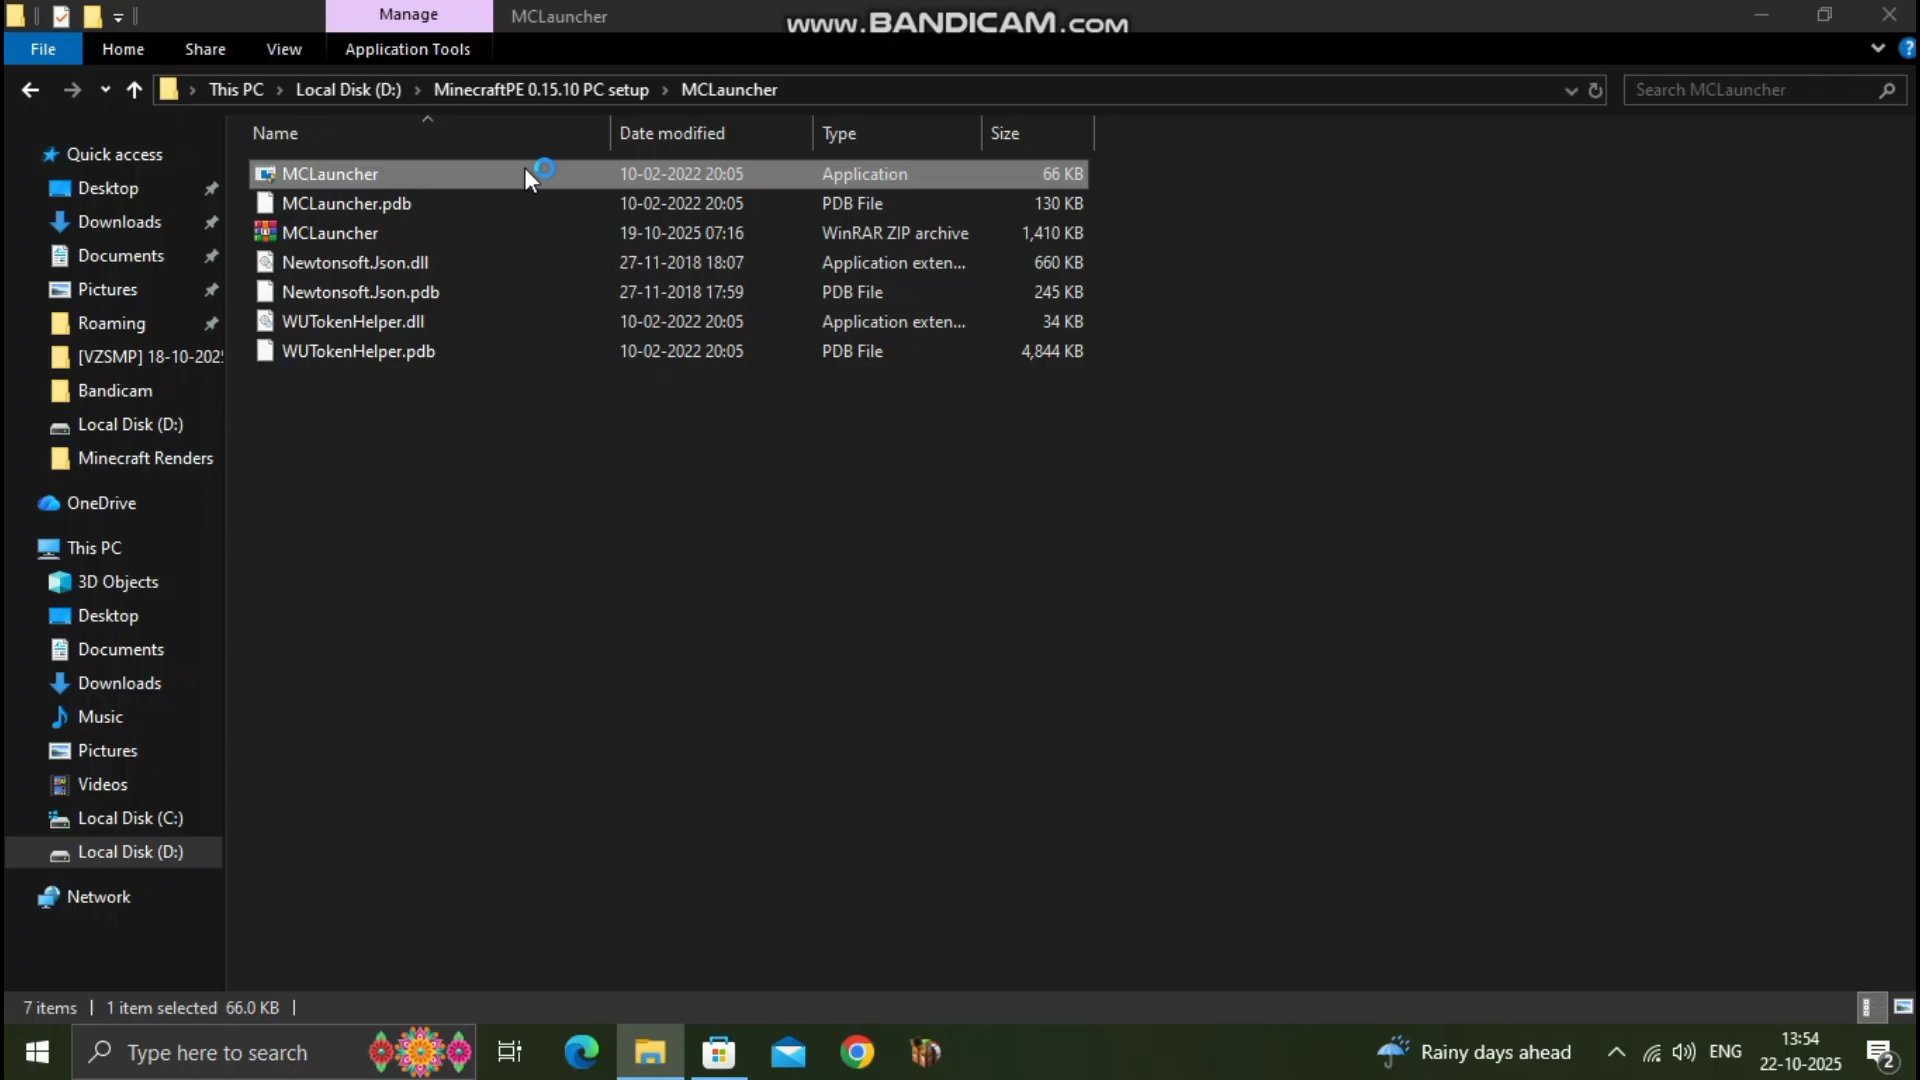 Manage
MCLauncher
www.BANDICAM.com
File
Home
Share
View
Application Tools
This PC
Local Disk (D:)
MinecraftPE 0.15.10 PC setup
MCLauncher
Search MCLauncher
Name
Date modified
Type
Size
MCLauncher 10-02-2022 20:05 Application 66 KB
MCLauncher.pdb 10-02-2022 20:05 PDB File 130 KB
MCLauncher 19-10-2025 07:16 WinRAR ZIP archive 1,410 KB
Newtonsoft.Json.dll 27-11-2018 18:07 Application exten... 660 KB
Newtonsoft.Json.pdb 27-11-2018 17:59 PDB File 245 KB
WUTokenHelper.dll 10-02-2022 20:05 Application exten... 34 KB
WUTokenHelper.pdb 10-02-2022 20:05 PDB File 4,844 KB
Quick access
Desktop
Downloads
Documents
Pictures
Roaming
[VZSMP] 18-10-202
Bandicam
Local Disk (D:)
Minecraft Renders
OneDrive
This PC
3D Objects
Desktop
Documents
Downloads
Music
Pictures
Videos
Local Disk (C:)
Local Disk (D:)
Network
7 items
1 item selected 66.0 KB
Type here to search
Rainy days ahead
ENG
13:54
22-10-2025
2